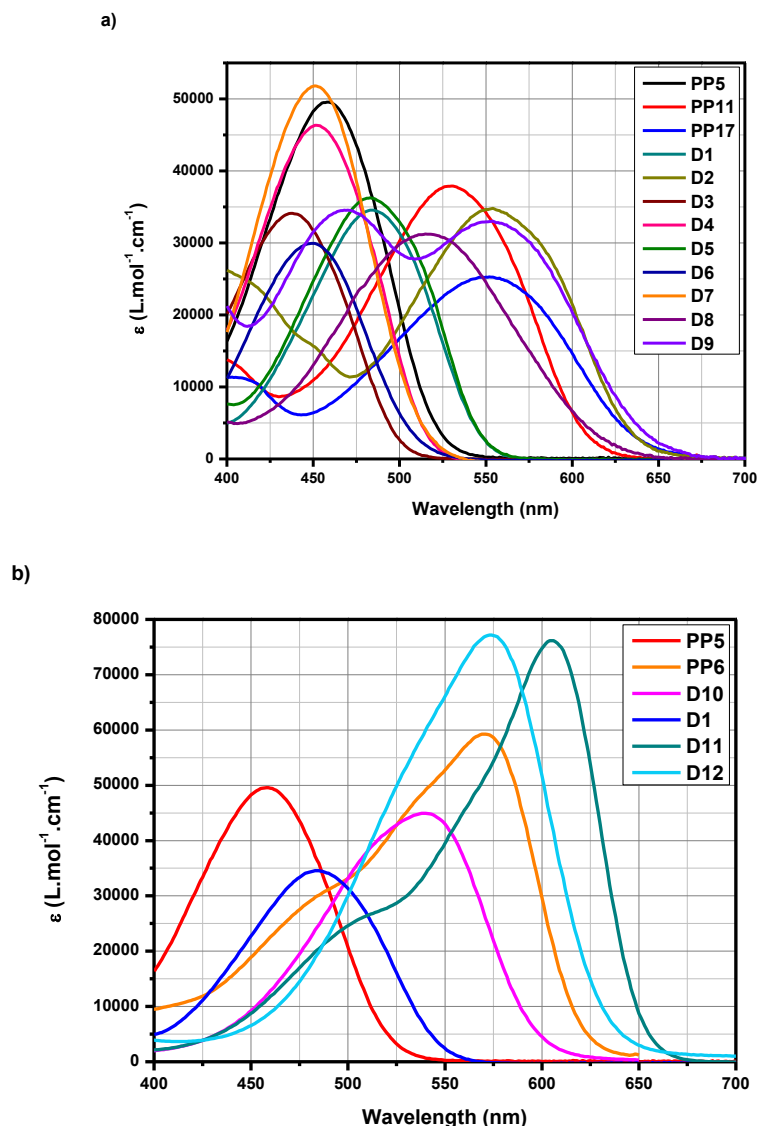 a)
50000
40000
30000
20000
10000
0
ε (L.mol⁻¹.cm⁻¹)
400 450 500 550 600 650 700
Wavelength (nm)
PP5
PP11
PP17
D1
D2
D3
D4
D5
D6
D7
D8
D9
b)
80000
70000
60000
50000
40000
30000
20000
10000
0
ε (L.mol⁻¹.cm⁻¹)
400 450 500 550 600 650 700
Wavelength (nm)
PP5
PP6
D10
D1
D11
D12